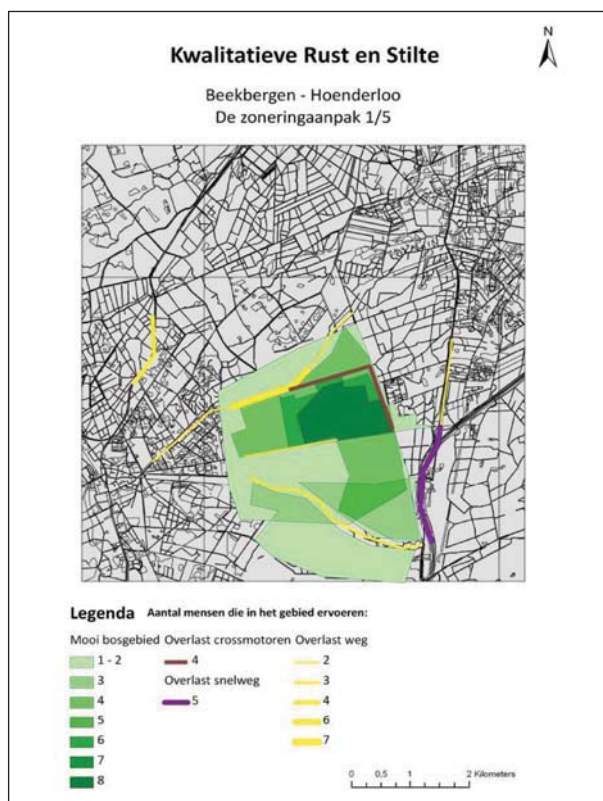 N
Kwalitatieve Rust en Stilte
Beekbergen - Hoenderloo
De zoneringaanpak 1/5
Legenda Aantal mensen die in het gebied ervoeren:
Mooi bosgebied Overlast crossmotoren Overlast weg
1 - 2 4 2
3 Overlast snelweg 3
4 5 4
5 6
6 7
7
8
0 0.5 1 2 Kilometers